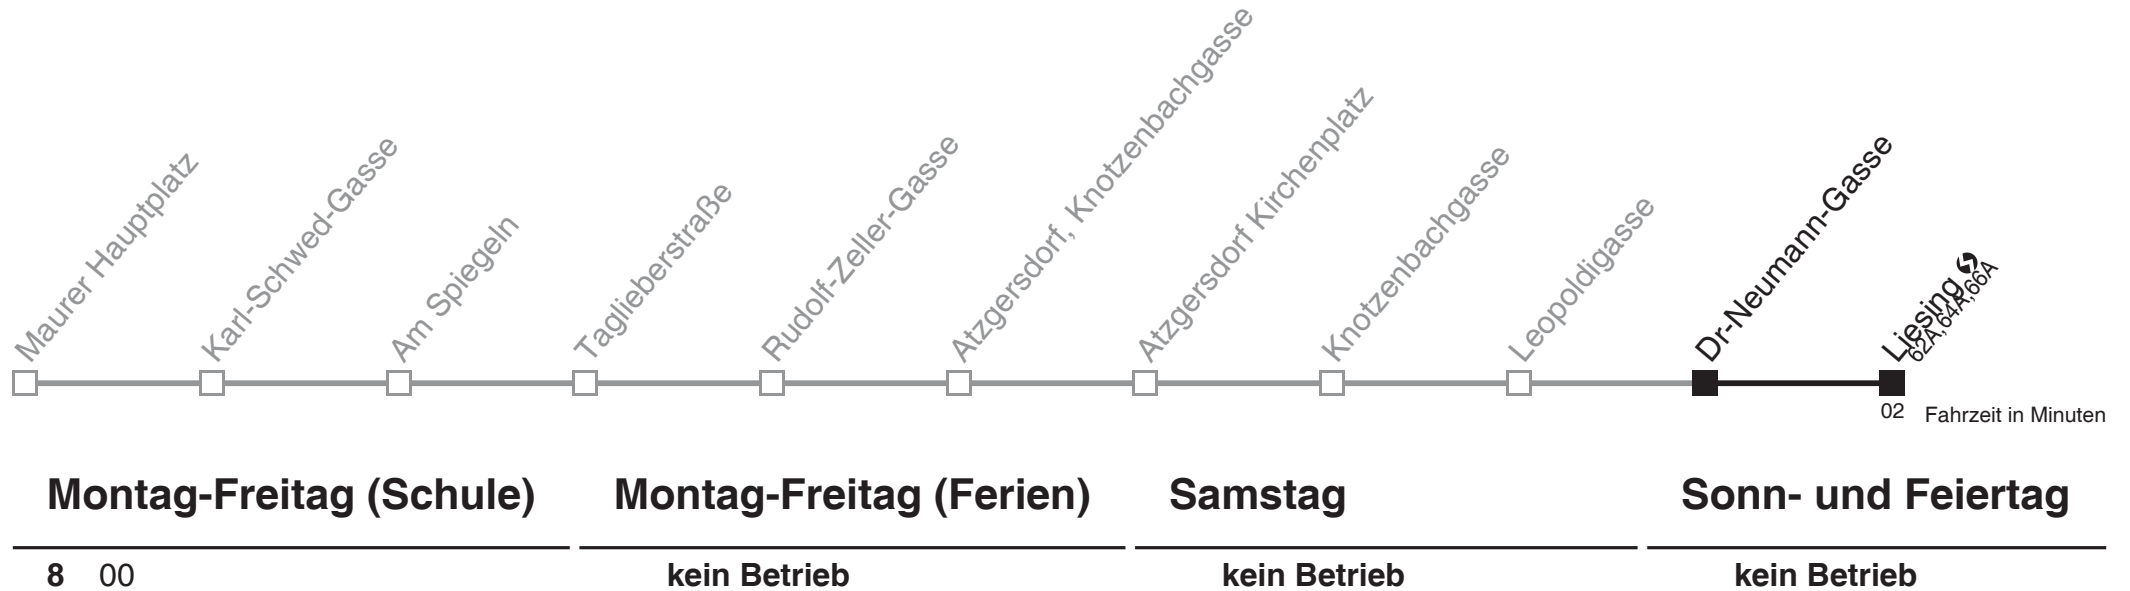 Maurer Hauptplatz
Karl-Schwed-Gasse
Am Spiegeln
Taglieberstraße
Rudolf-Zeller-Gasse
Atzgersdorf, Knotzenbachgasse
Atzgersdorf Kirchenplatz
Knotzenbachgasse
Leopoldigasse
Dr-Neumann-Gasse
Liesing
62A,64A,66A
02 Fahrzeit in Minuten
Montag-Freitag (Schule) Montag-Freitag (Ferien) Samstag Sonn- und Feiertag
8 00 kein Betrieb kein Betrieb kein Betrieb